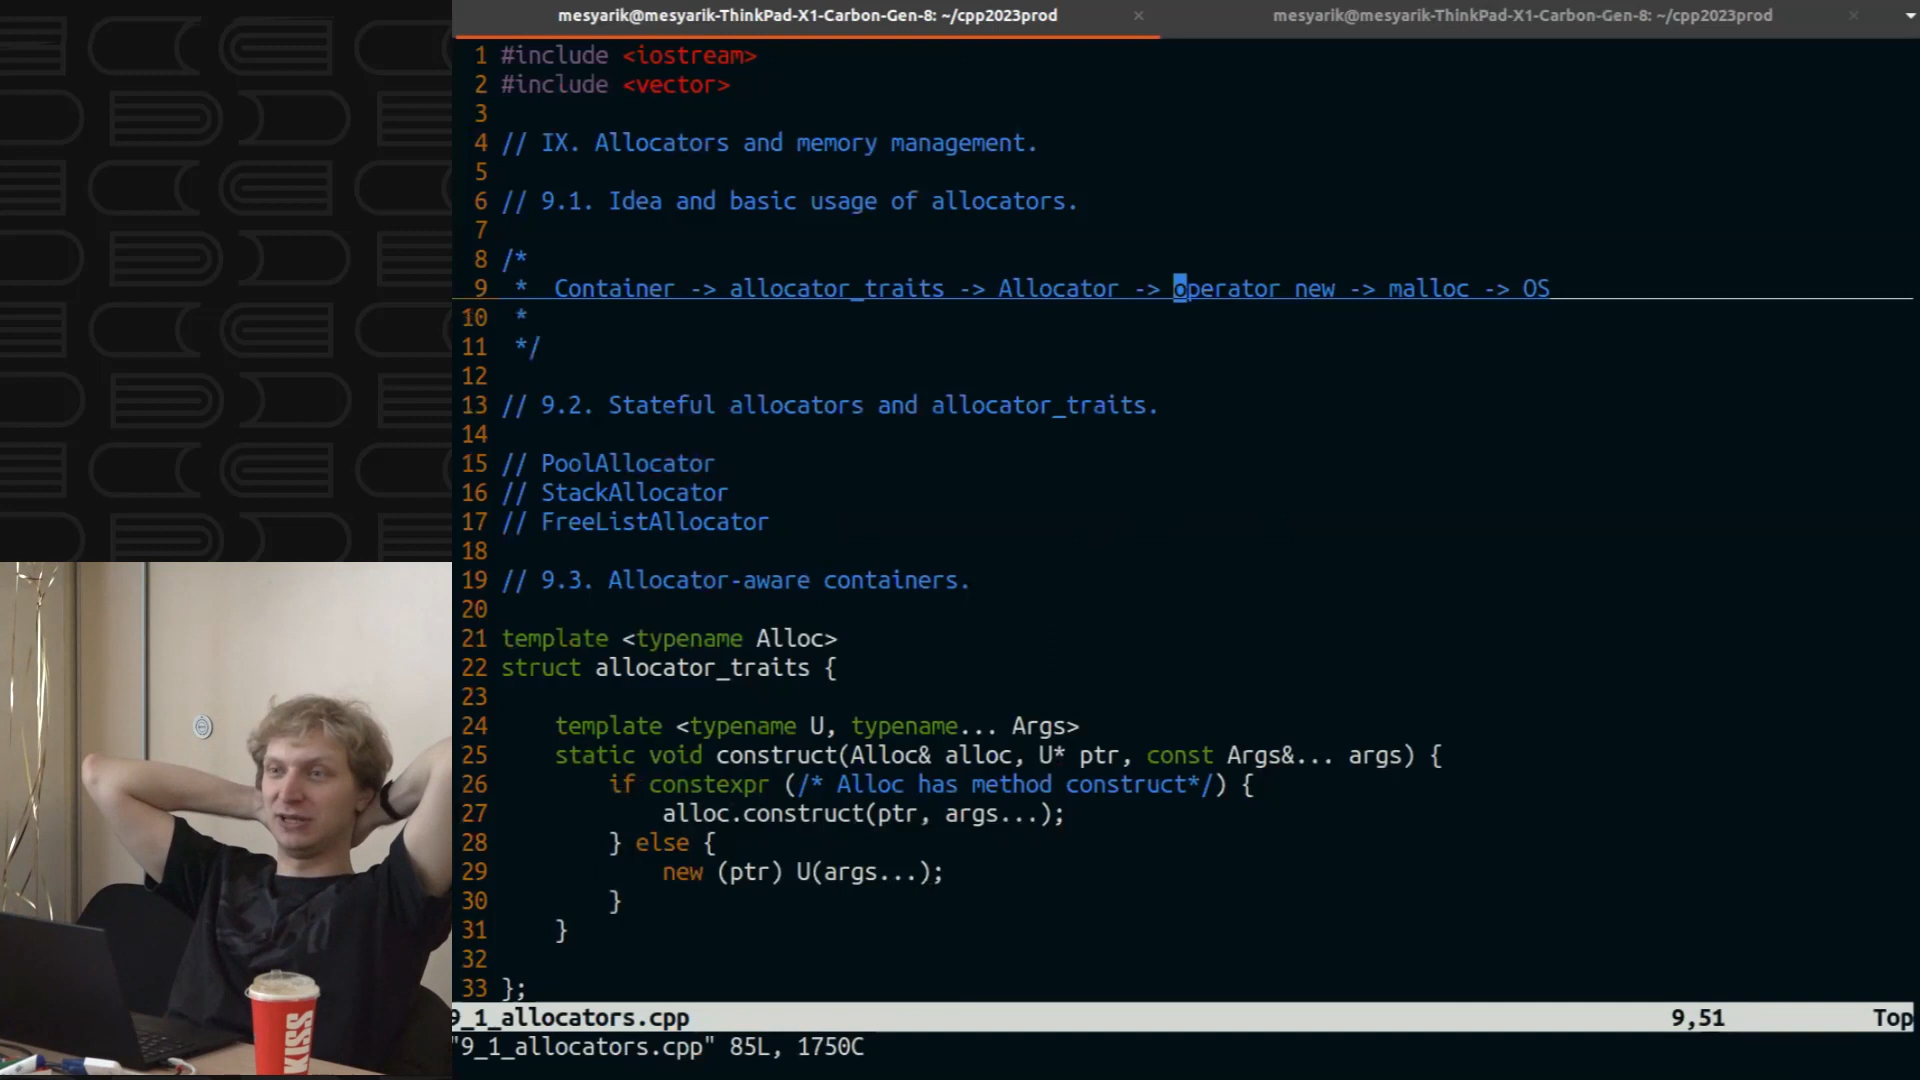 mesyarik@mesyarik-ThinkPad-X1-Carbon-Gen-8: ~/cpp2023prod × mesyarik@mesyarik-ThinkPad-X1-Carbon-Gen-8: ~/cpp2023prod ×
1 #include <iostream>
2 #include <vector>
3
4 // IX. Allocators and memory management.
5
6 // 9.1. Idea and basic usage of allocators.
7
8 /*
9 *  Container -> allocator_traits -> Allocator -> operator new -> malloc -> OS
10 *
11 */
12
13 // 9.2. Stateful allocators and allocator_traits.
14
15 // PoolAllocator
16 // StackAllocator
17 // FreeListAllocator
18
19 // 9.3. Allocator-aware containers.
20
21 template <typename Alloc>
22 struct allocator_traits {
23
24     template <typename U, typename... Args>
25     static void construct(Alloc& alloc, U* ptr, const Args&... args) {
26         if constexpr (/* Alloc has method construct*/) {
27             alloc.construct(ptr, args...);
28         } else {
29             new (ptr) U(args...);
30         }
31     }
32
33 };
9_1_allocators.cpp 9,51 Top
"9_1_allocators.cpp" 85L, 1750C
KISS